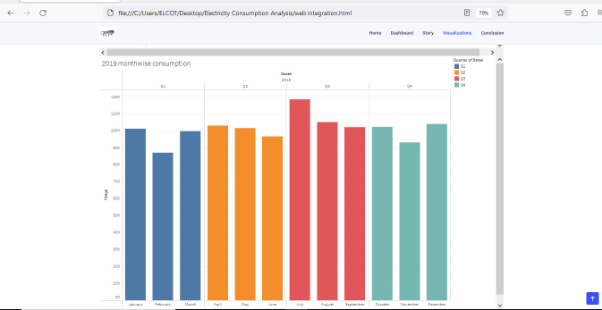 file:///C:/Users/ELCOT/Desktop/Electricity Consumption Analysis/web integration.html
70%
Home Dashboard Story Visualizations Conclusion
2019 monthwise consumption
Quarter of Dates
Q1
Q2
Q3
Q4
Dates
2019
Q1 Q2 Q3 Q4
Usage
January February March April May June July August September October November December